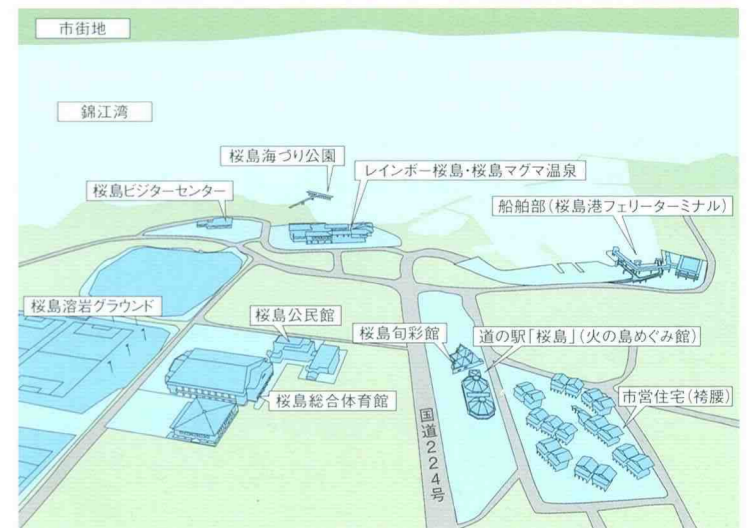 市街地
錦江湾
桜島海づり公園
レインボー桜島・桜島マグマ温泉
桜島ビジターセンター
船舶部(桜島港フェリーターミナル)
桜島溶岩グラウンド
桜島公民館
桜島旬彩館
道の駅「桜島」(火の島めぐみ館)
桜島総合体育館
市営住宅(袴腰)
国道224号